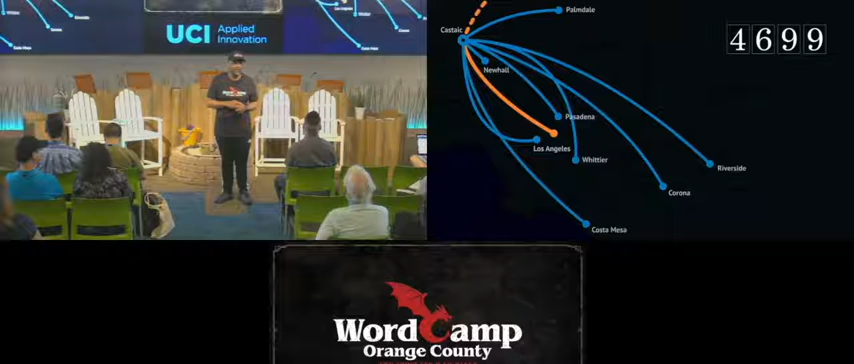 UCI Applied
Innovation
Palmdale
Castaic
4699
Newhall
Pasadena
Los Angeles
Whittier
Riverside
Corona
Costa Mesa
WordCamp
Orange County